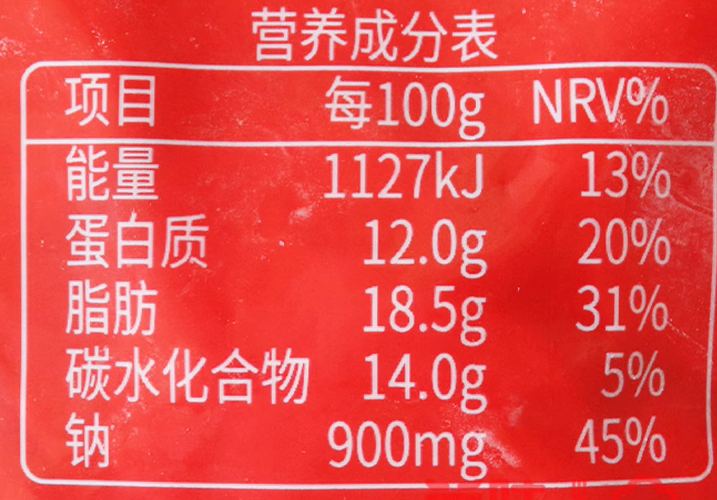 营养成分表
项目 每100g NRV%
能量 1127kJ 13%
蛋白质 12.0g 20%
脂肪 18.5g 31%
碳水化合物 14.0g 5%
钠 900mg 45%